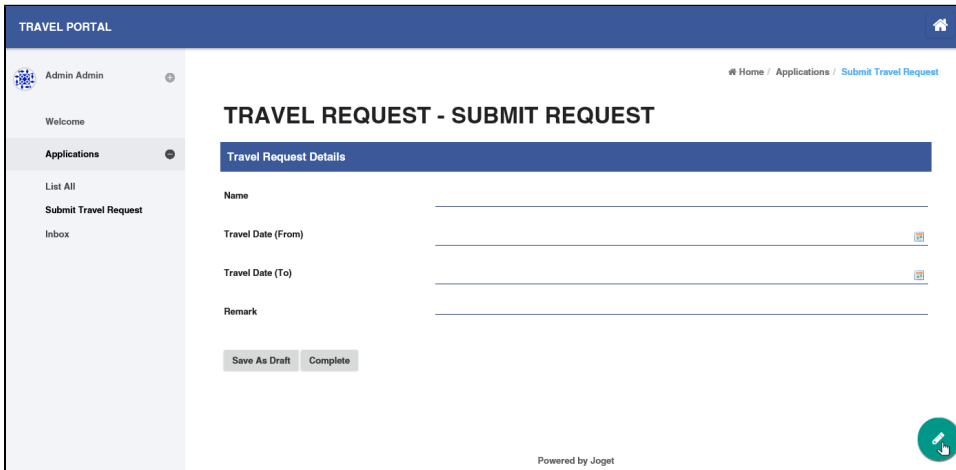 TRAVEL PORTAL
Admin Admin
Home / Applications / Submit Travel Request
Welcome
Applications
List All
Submit Travel Request
Inbox
TRAVEL REQUEST - SUBMIT REQUEST
Travel Request Details
Name
Travel Date (From)
Travel Date (To)
Remark
Save As Draft Complete
Powered by Joget